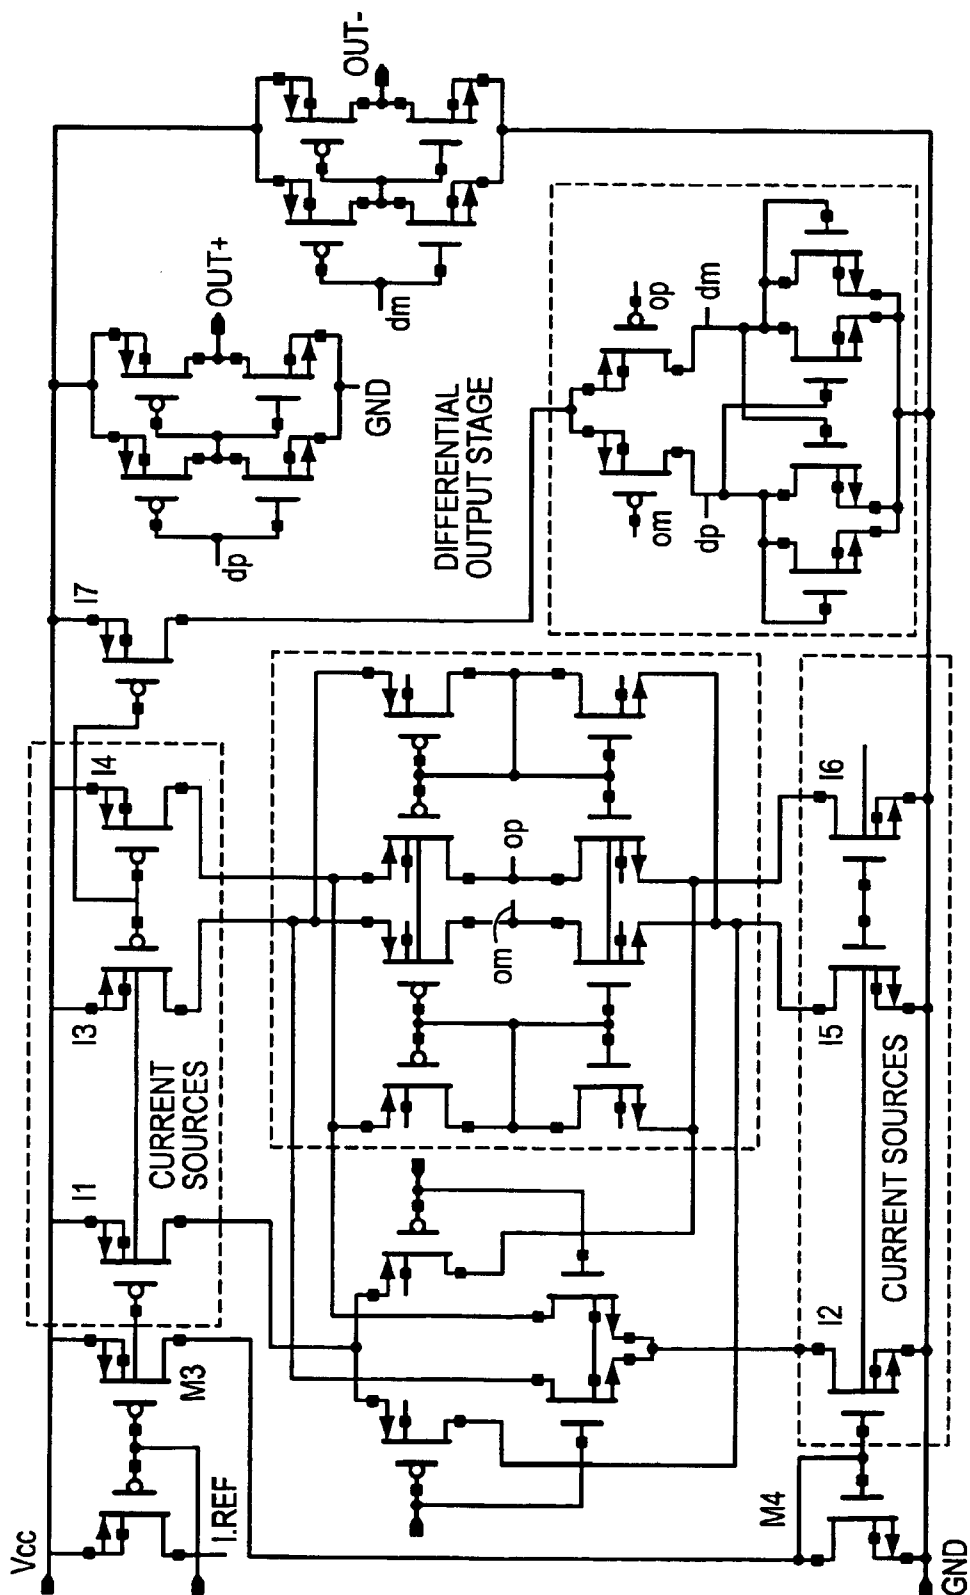 Vcc
I.REF
M3
I1
CURRENT
SOURCES
I3
I4
I7
dp
OUT+
GND
dm
OUT-
om
op
DIFFERENTIAL
OUTPUT STAGE
om
op
dp
dm
M4
I2
CURRENT SOURCES
I5
I6
GND